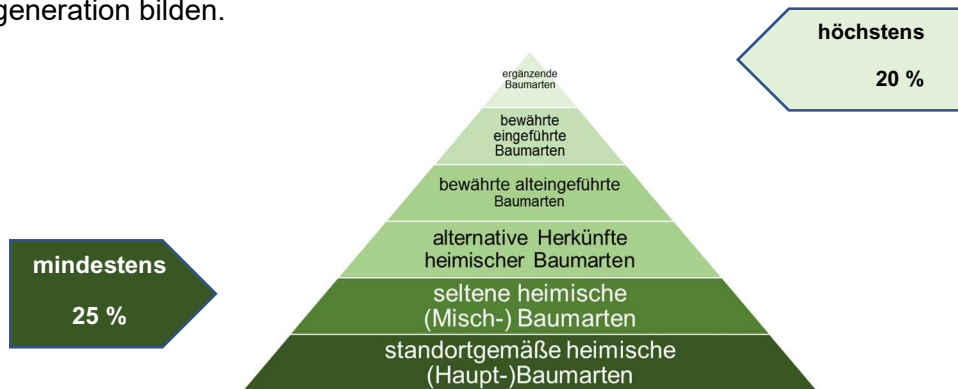 generation bilden.
höchstens
20 %
ergänzende
Baumarten
bewährte
eingeführte
Baumarten
bewährte alteingeführte
Baumarten
alternative Herkünfte
heimischer Baumarten
mindestens
25 %
seltene heimische
(Misch-) Baumarten
standortgemäße heimische
(Haupt-)Baumarten